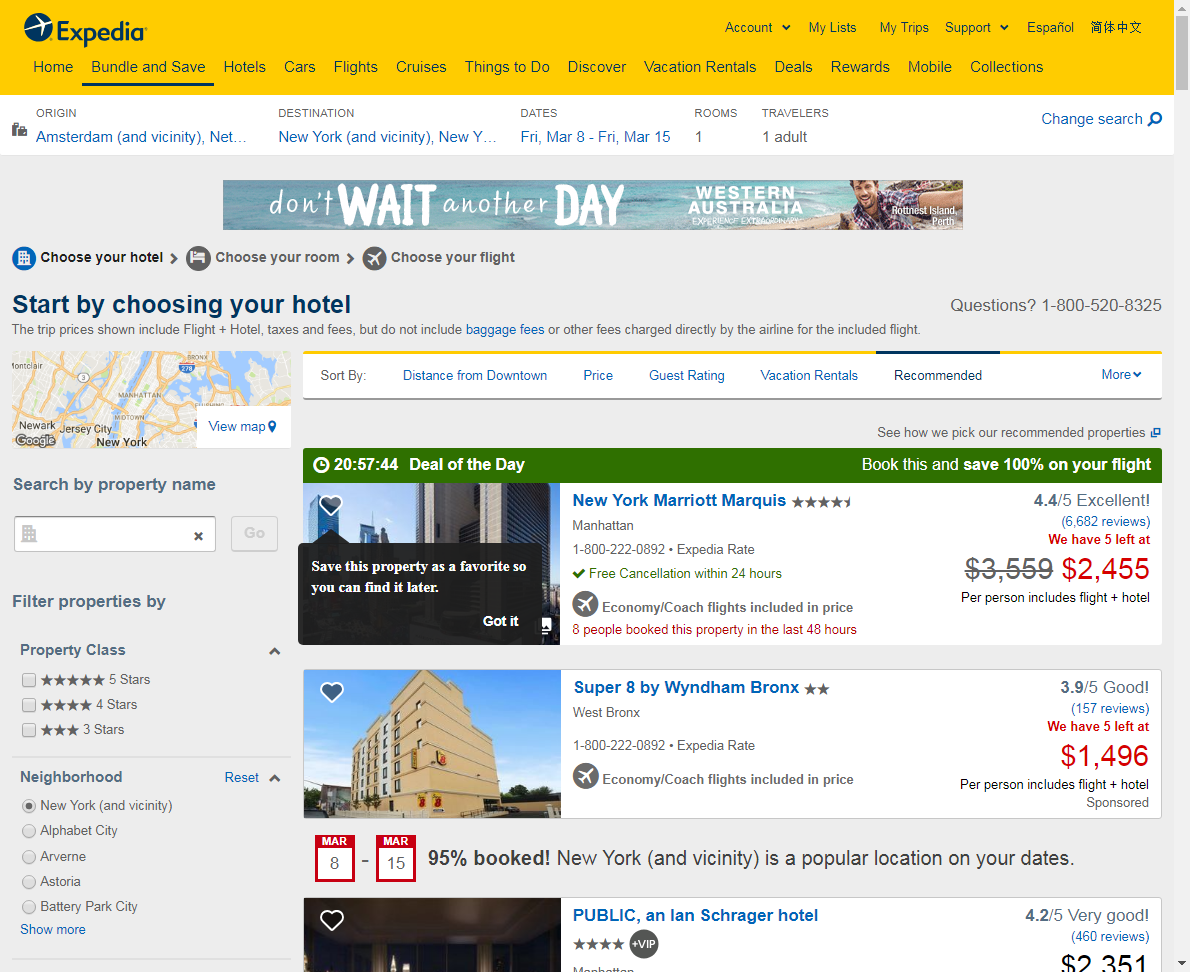 Expedia
Account
My Lists
My Trips
Support
Español
简体中文
Home
Bundle and Save
Hotels
Cars
Flights
Cruises
Things to Do
Discover
Vacation Rentals
Deals
Rewards
Mobile
Collections
ORIGIN
Amsterdam (and vicinity), Net...
DESTINATION
New York (and vicinity), New Y...
DATES
Fri, Mar 8 - Fri, Mar 15
ROOMS
1
TRAVELERS
1 adult
Change search
don't WAIT another DAY
WESTERN
AUSTRALIA
EXPERIENCE EXTRAORDINARY
Rottnest Island,
Perth
Choose your hotel
Choose your room
Choose your flight
Start by choosing your hotel
Questions? 1-800-520-8325
The trip prices shown include Flight + Hotel, taxes and fees, but do not include baggage fees or other fees charged directly by the airline for the included flight.
BRONX
278
3
MANHATTAN
MIDTOWN
Newark
Jersey City
Google
New York
View map
Sort By:
Distance from Downtown
Price
Guest Rating
Vacation Rentals
Recommended
More
See how we pick our recommended properties
Search by property name
Go
Filter properties by
Property Class
5 Stars
4 Stars
3 Stars
Neighborhood
Reset
New York (and vicinity)
Alphabet City
Arverne
Astoria
Battery Park City
Show more
20:57:44 Deal of the Day
Book this and save 100% on your flight
New York Marriott Marquis
Manhattan
1-800-222-0892 • Expedia Rate
Free Cancellation within 24 hours
Economy/Coach flights included in price
8 people booked this property in the last 48 hours
4.4/5 Excellent!
(6,682 reviews)
We have 5 left at
$3,559 $2,455
Per person includes flight + hotel
Save this property as a favorite so
you can find it later.
Got it
Super 8 by Wyndham Bronx
West Bronx
1-800-222-0892 • Expedia Rate
Economy/Coach flights included in price
3.9/5 Good!
(157 reviews)
We have 5 left at
$1,496
Per person includes flight + hotel
Sponsored
MAR
8
-
MAR
15
95% booked! New York (and vicinity) is a popular location on your dates.
PUBLIC, an Ian Schrager hotel
+VIP
Manhattan
4.2/5 Very good!
(460 reviews)
$2,351